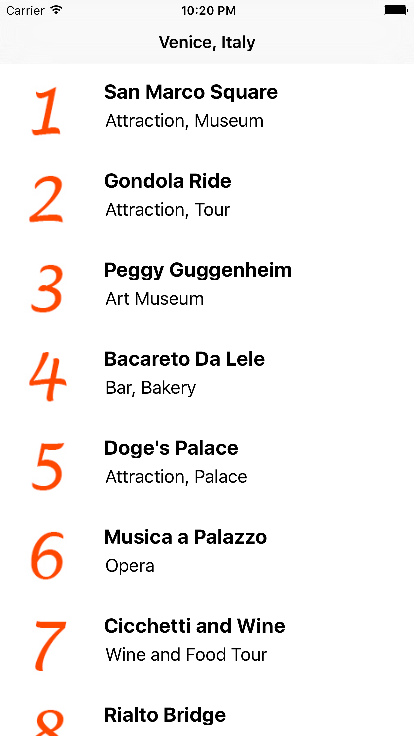 Carrier 10:20 PM
Venice, Italy
1 San Marco Square
Attraction, Museum
2 Gondola Ride
Attraction, Tour
3 Peggy Guggenheim
Art Museum
4 Bacareto Da Lele
Bar, Bakery
5 Doge's Palace
Attraction, Palace
6 Musica a Palazzo
Opera
7 Cicchetti and Wine
Wine and Food Tour
8 Rialto Bridge